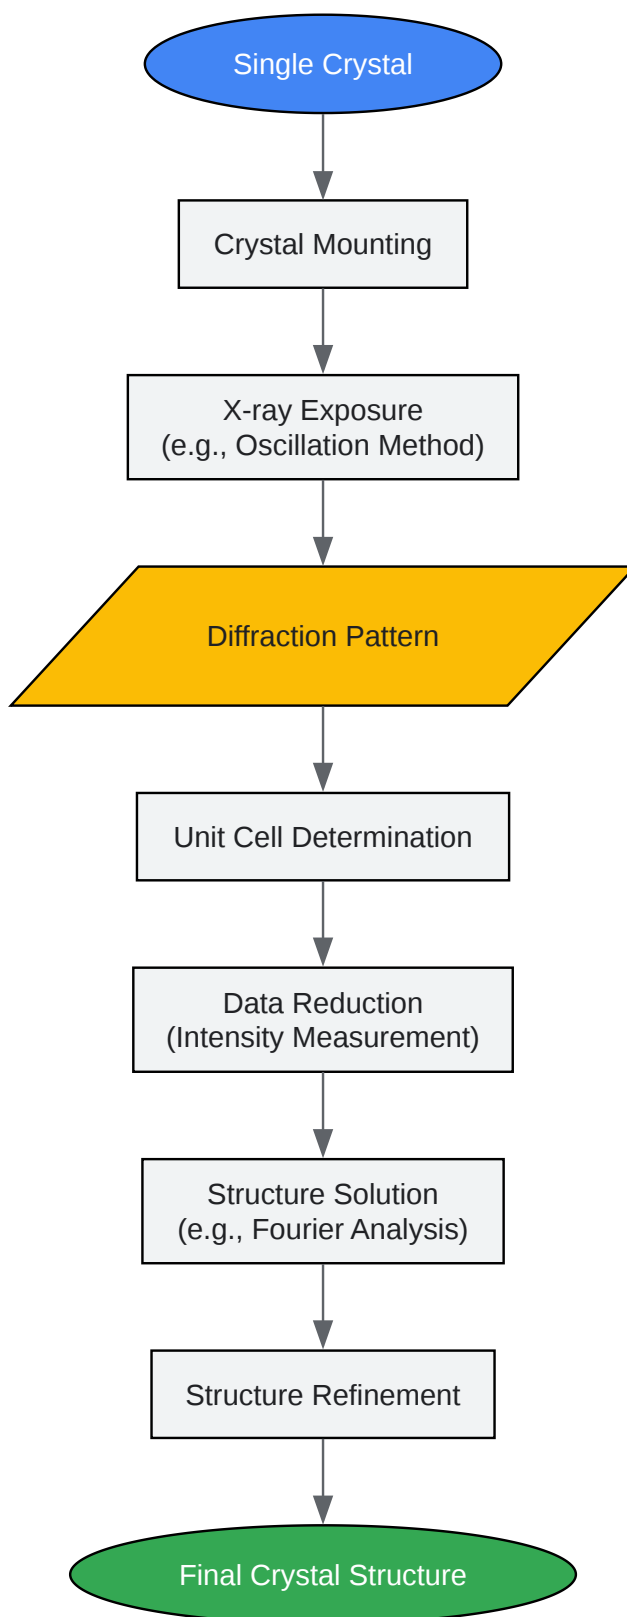 Single Crystal
Crystal Mounting
X-ray Exposure
(e.g., Oscillation Method)
Diffraction Pattern
Unit Cell Determination
Data Reduction
(Intensity Measurement)
Structure Solution
(e.g., Fourier Analysis)
Structure Refinement
Final Crystal Structure